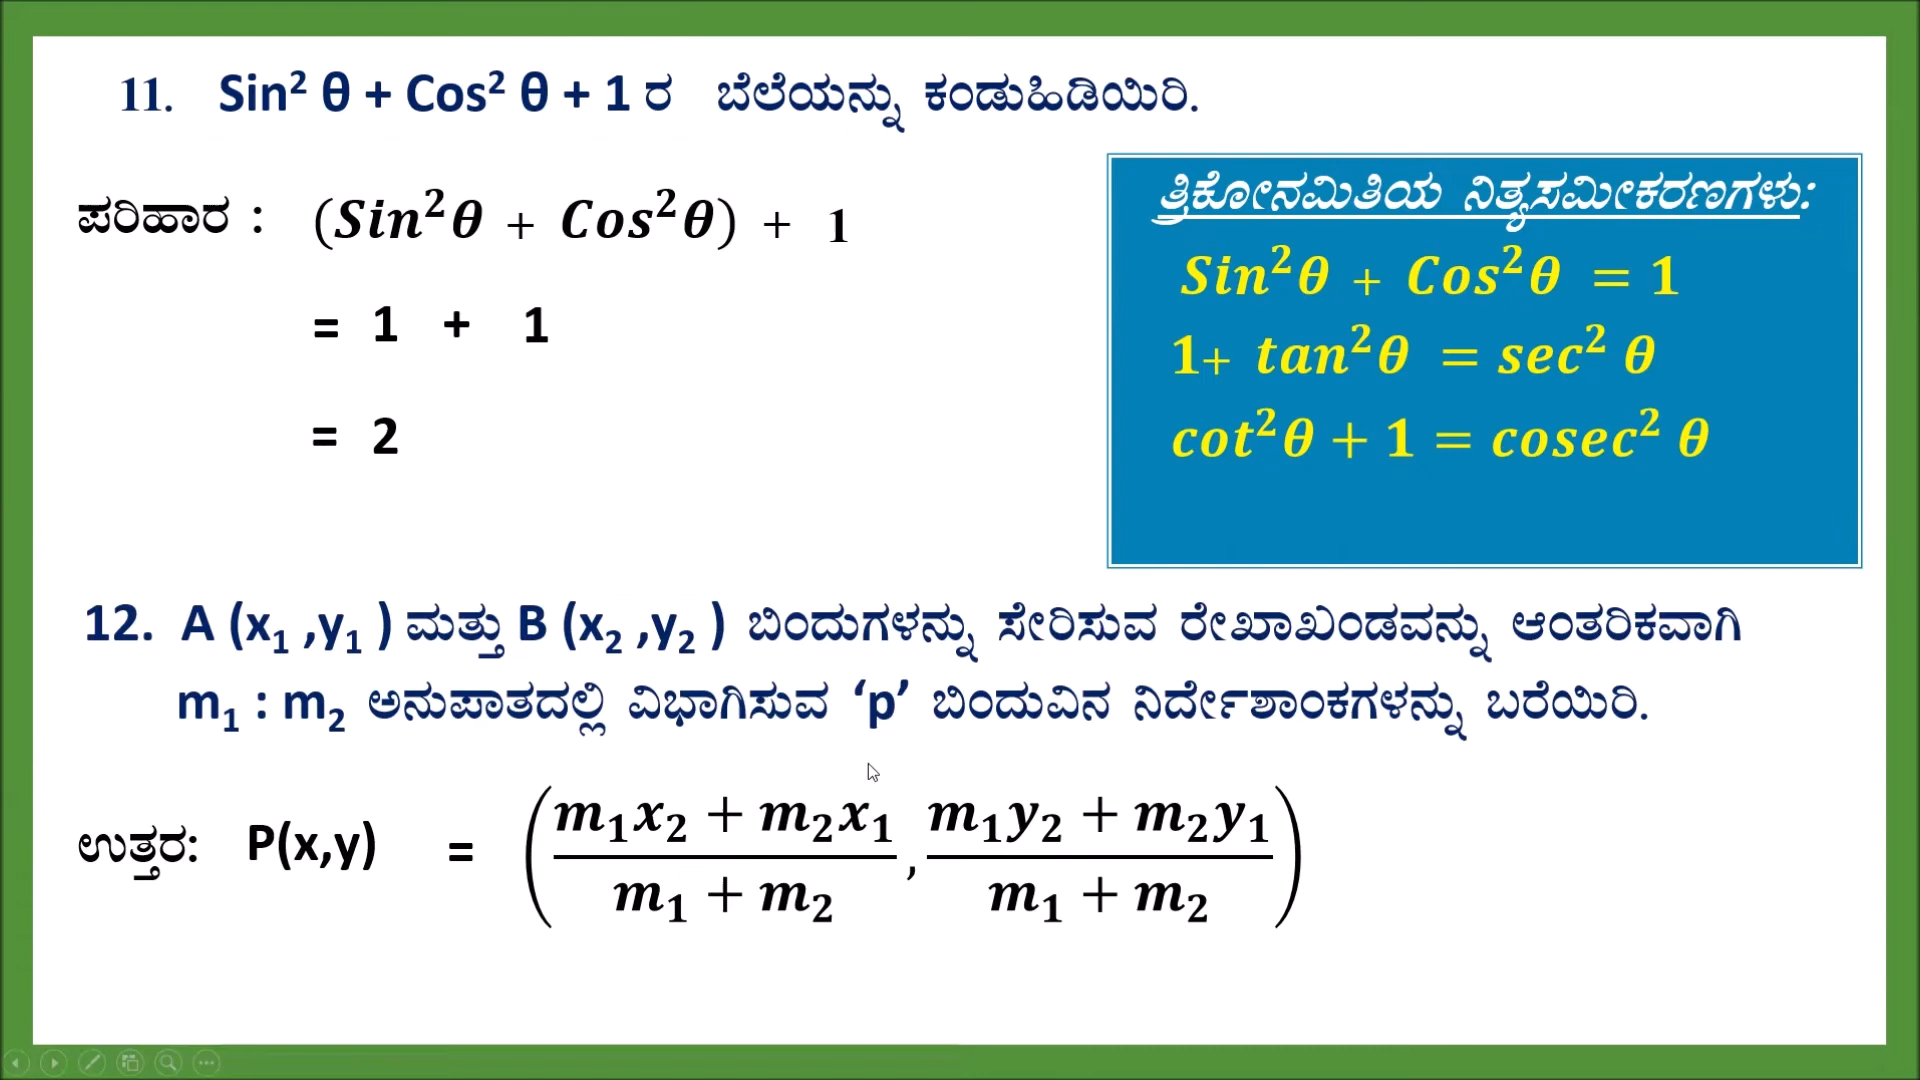 11. Sin² θ + Cos² θ + 1 ರ ಬೆಲೆಯನ್ನು ಕಂಡುಹಿಡಿಯಿರಿ.
ಪರಿಹಾರ : (Sin²θ + Cos²θ) + 1
= 1 + 1
= 2
ತ್ರಿಕೋನಮಿತಿಯ ನಿತ್ಯಸಮೀಕರಣಗಳು:
Sin²θ + Cos²θ = 1
1+ tan²θ = sec² θ
cot²θ + 1 = cosec² θ
12. A (x₁ ,y₁ ) ಮತ್ತು B (x₂ ,y₂ ) ಬಿಂದುಗಳನ್ನು ಸೇರಿಸುವ ರೇಖಾಖಂಡವನ್ನು ಆಂತರಿಕವಾಗಿ
m₁ : m₂ ಅನುಪಾತದಲ್ಲಿ ವಿಭಾಗಿಸುವ ‘p’ ಬಿಂದುವಿನ ನಿರ್ದೇಶಾಂಕಗಳನ್ನು ಬರೆಯಿರಿ.
ಉತ್ತರ: P(x,y) = ( (m₁x₂ + m₂x₁)/(m₁ + m₂) , (m₁y₂ + m₂y₁)/(m₁ + m₂) )